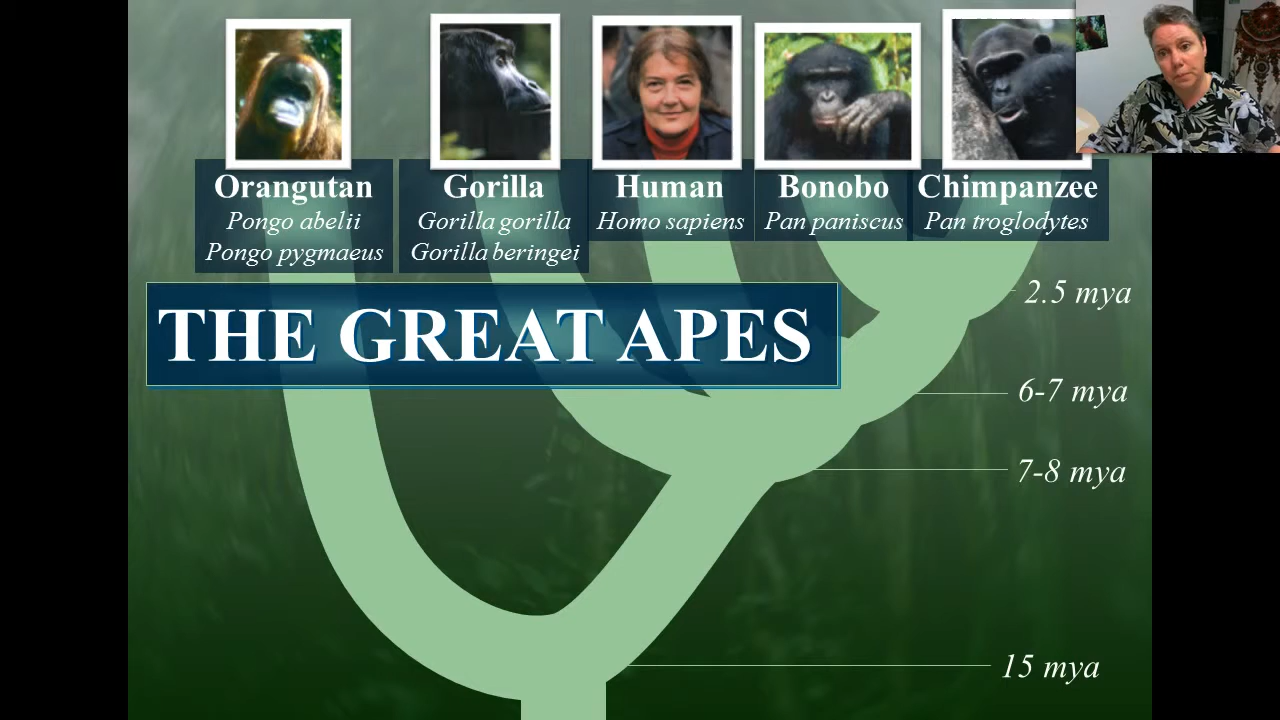 Orangutan
Pongo abelii
Pongo pygmaeus
Gorilla
Gorilla gorilla
Gorilla beringei
Human
Homo sapiens
Bonobo
Pan paniscus
Chimpanzee
Pan troglodytes
THE GREAT APES
2.5 mya
6-7 mya
7-8 mya
15 mya